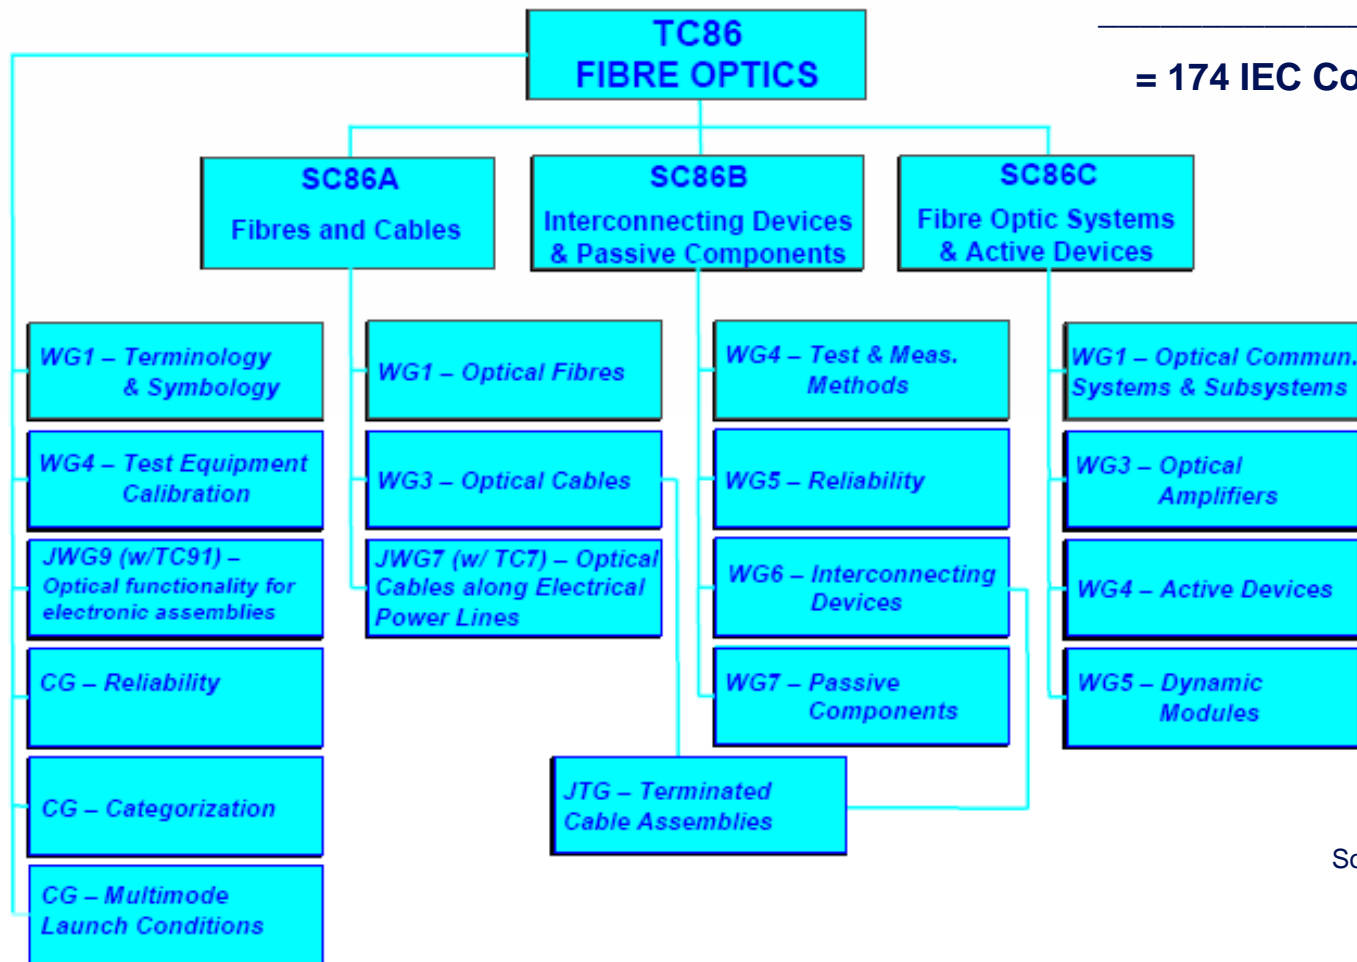 TC86
FIBRE OPTICS
= 174 IEC Co
SC86A
Fibres and Cables
SC86B
Interconnecting Devices
& Passive Components
SC86C
Fibre Optic Systems
& Active Devices
WG1 – Terminology
& Symbology
WG4 – Test Equipment
Calibration
JWG9 (w/TC91) –
Optical functionality for
electronic assemblies
CG – Reliability
CG – Categorization
CG – Multimode
Launch Conditions
WG1 – Optical Fibres
WG3 – Optical Cables
JWG7 (w/ TC7) – Optical
Cables along Electrical
Power Lines
WG4 – Test & Meas.
Methods
WG5 – Reliability
WG6 – Interconnecting
Devices
WG7 – Passive
Components
JTG – Terminated
Cable Assemblies
WG1 – Optical Commun.
Systems & Subsystems
WG3 – Optical
Amplifiers
WG4 – Active Devices
WG5 – Dynamic
Modules